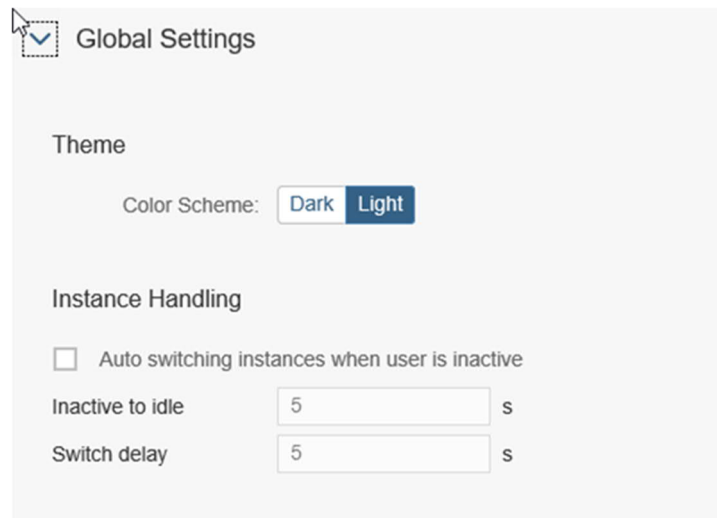 Global Settings
Theme
Color Scheme: Dark Light
Instance Handling
Auto switching instances when user is inactive
Inactive to idle 5 s
Switch delay 5 s